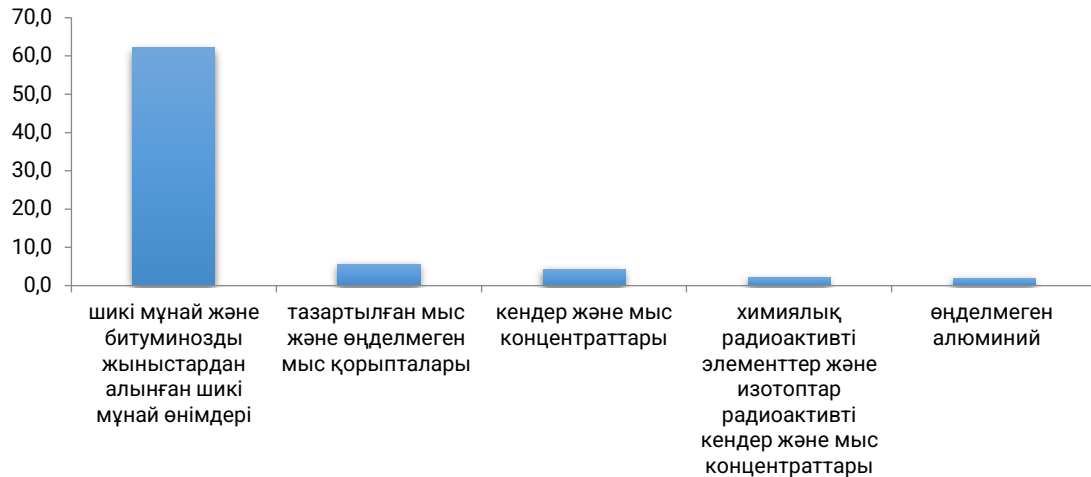 70,0
60,0
50,0
40,0
30,0
20,0
10,0
0,0
шикі мұнай және
битуминозды
жыныстардан
алынған шикі
мұнай өнімдері
тазартылған мыс
және өңделмеген
мыс қорыпталары
кендер және мыс
концентраттары
химиялық
радиоактивті
элементтер және
изотоптар
радиоактивті
кендер және мыс
концентраттары
өңделмеген
алюминий